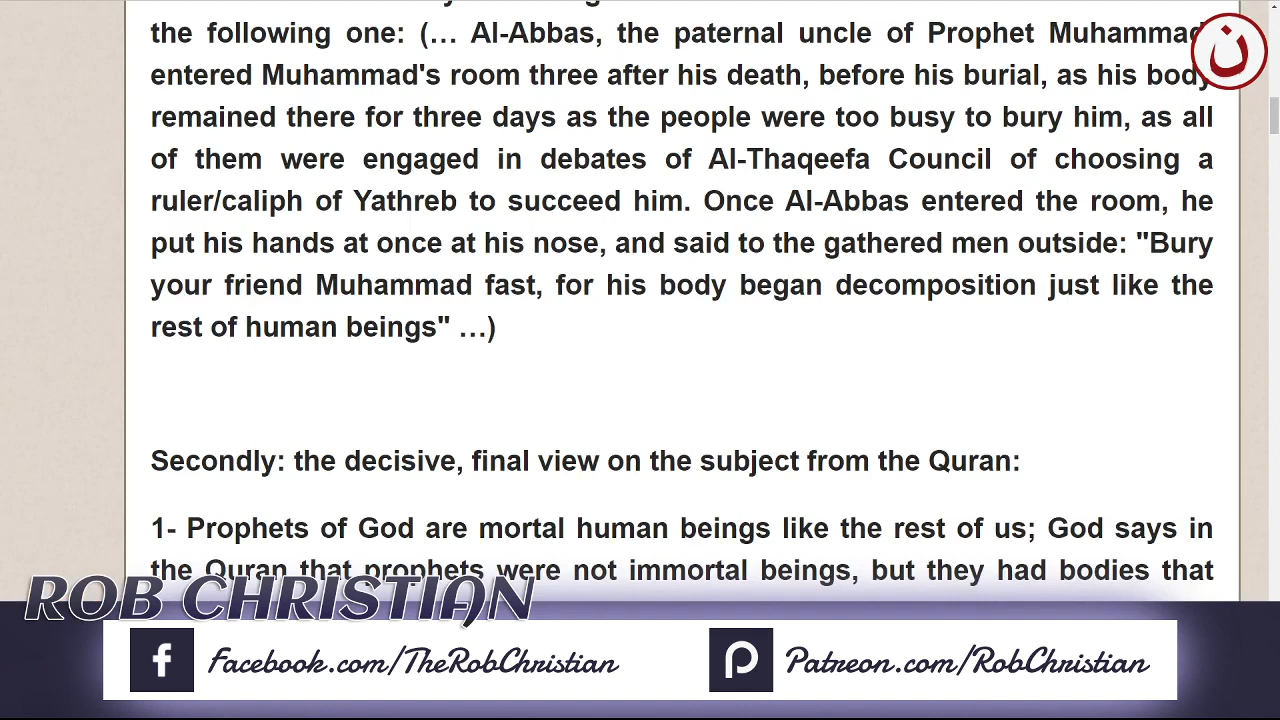 the following one: (… Al-Abbas, the paternal uncle of Prophet Muhammad,
entered Muhammad's room three after his death, before his burial, as his body
remained there for three days as the people were too busy to bury him, as all
of them were engaged in debates of Al-Thaqeefa Council of choosing a
ruler/caliph of Yathreb to succeed him. Once Al-Abbas entered the room, he
put his hands at once at his nose, and said to the gathered men outside: "Bury
your friend Muhammad fast, for his body began decomposition just like the
rest of human beings" …)
Secondly: the decisive, final view on the subject from the Quran:
1- Prophets of God are mortal human beings like the rest of us; God says in
the Quran that prophets were not immortal beings, but they had bodies that
ROB CHRISTIAN
f Facebook.com/TheRobChristian
Patreon.com/RobChristian
ن